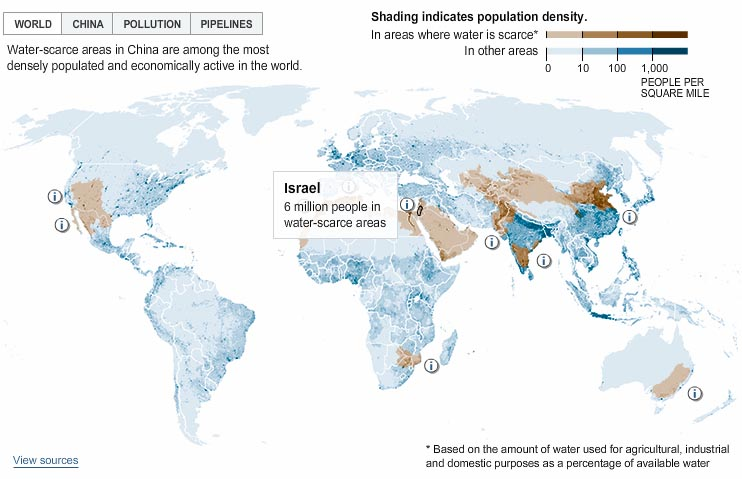 WORLD CHINA POLLUTION PIPELINES
Water-scarce areas in China are among the most
densely populated and economically active in the world.
Shading indicates population density.
In areas where water is scarce*
In other areas
0 10 100 1,000
PEOPLE PER
SQUARE MILE
Israel
6 million people in
water-scarce areas
i
i
i
i
i
i
i
i
* Based on the amount of water used for agricultural, industrial
and domestic purposes as a percentage of available water
View sources